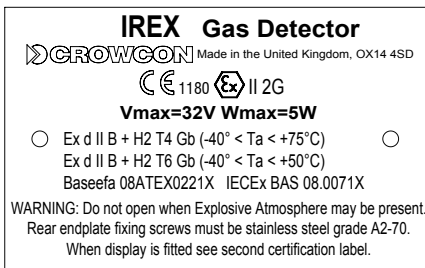 IREX Gas Detector
CROWCON Made in the United Kingdom, OX14 4SD
CE 1180 Ex II 2G
Vmax=32V Wmax=5W
Ex d II B + H2 T4 Gb (-40° < Ta < +75°C)
Ex d II B + H2 T6 Gb (-40° < Ta < +50°C)
Baseefa 08ATEX0221X IECEx BAS 08.0071X
WARNING: Do not open when Explosive Atmosphere may be present.
Rear endplate fixing screws must be stainless steel grade A2-70.
When display is fitted see second certification label.